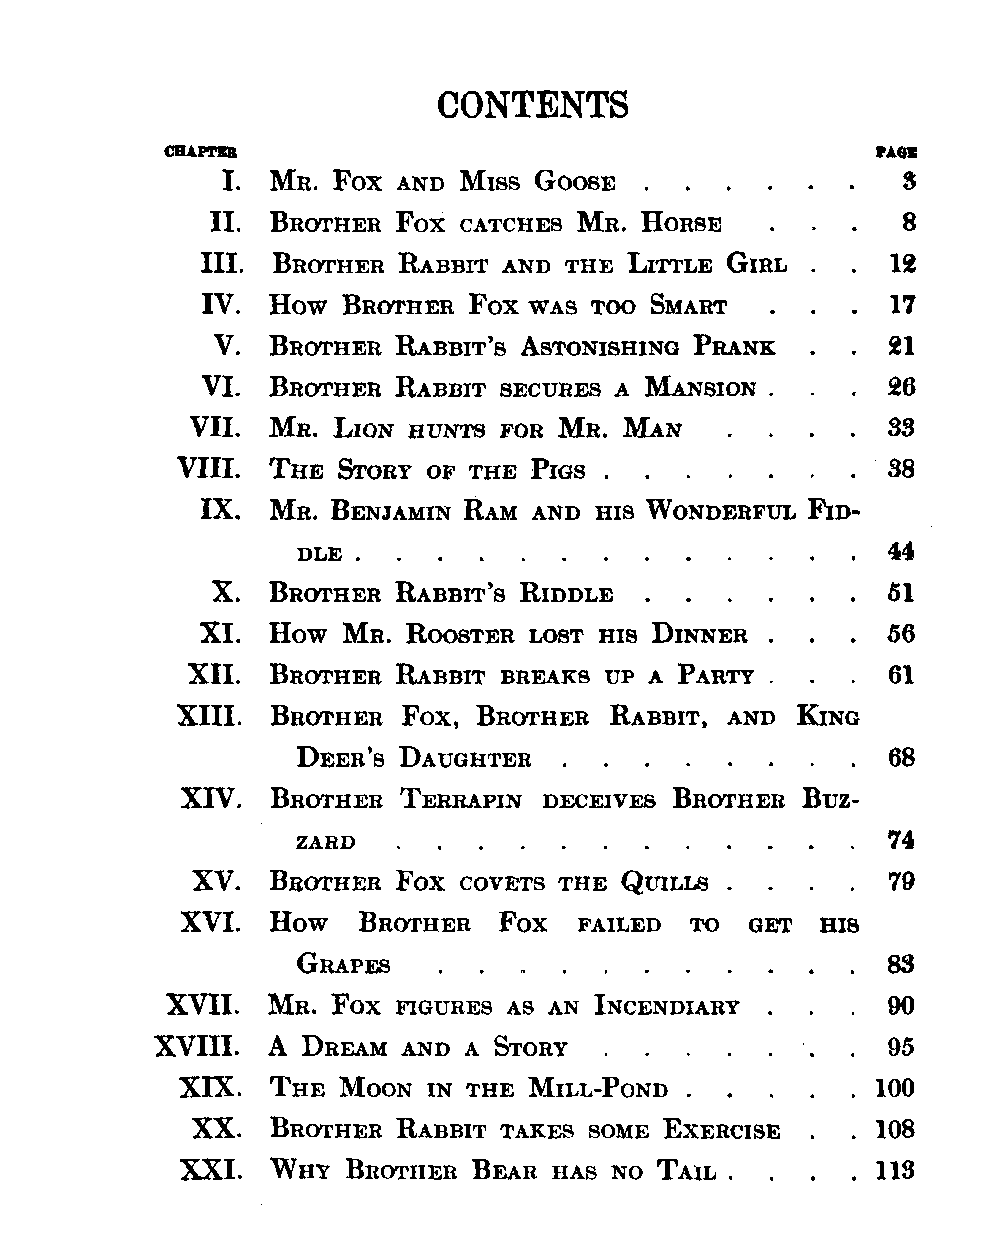 CONTENTS
CHAPTER PAGE
I. Mr. Fox and Miss Goose . . . . . . 3
II. Brother Fox catches Mr. Horse . . . 8
III. Brother Rabbit and the Little Girl . . 12
IV. How Brother Fox was too Smart . . . 17
V. Brother Rabbit's Astonishing Prank . . 21
VI. Brother Rabbit secures a Mansion . . . 26
VII. Mr. Lion hunts for Mr. Man . . . . 33
VIII. The Story of the Pigs . . . . . . . 38
IX. Mr. Benjamin Ram and his Wonderful Fid-
dle . . . . . . . . . . . . . 44
X. Brother Rabbit's Riddle . . . . . . 51
XI. How Mr. Rooster lost his Dinner . . . 56
XII. Brother Rabbit breaks up a Party . . . 61
XIII. Brother Fox, Brother Rabbit, and King
Deer's Daughter . . . . . . . . 68
XIV. Brother Terrapin deceives Brother Buz-
zard . . . . . . . . . . . . 74
XV. Brother Fox covets the Quills . . . . 79
XVI. How Brother Fox failed to get his
Grapes . . . . . . . . . . . 83
XVII. Mr. Fox figures as an Incendiary . . . 90
XVIII. A Dream and a Story . . . . . . . 95
XIX. The Moon in the Mill-Pond . . . . . 100
XX. Brother Rabbit takes some Exercise . . 108
XXI. Why Brother Bear has no Tail . . . . 113